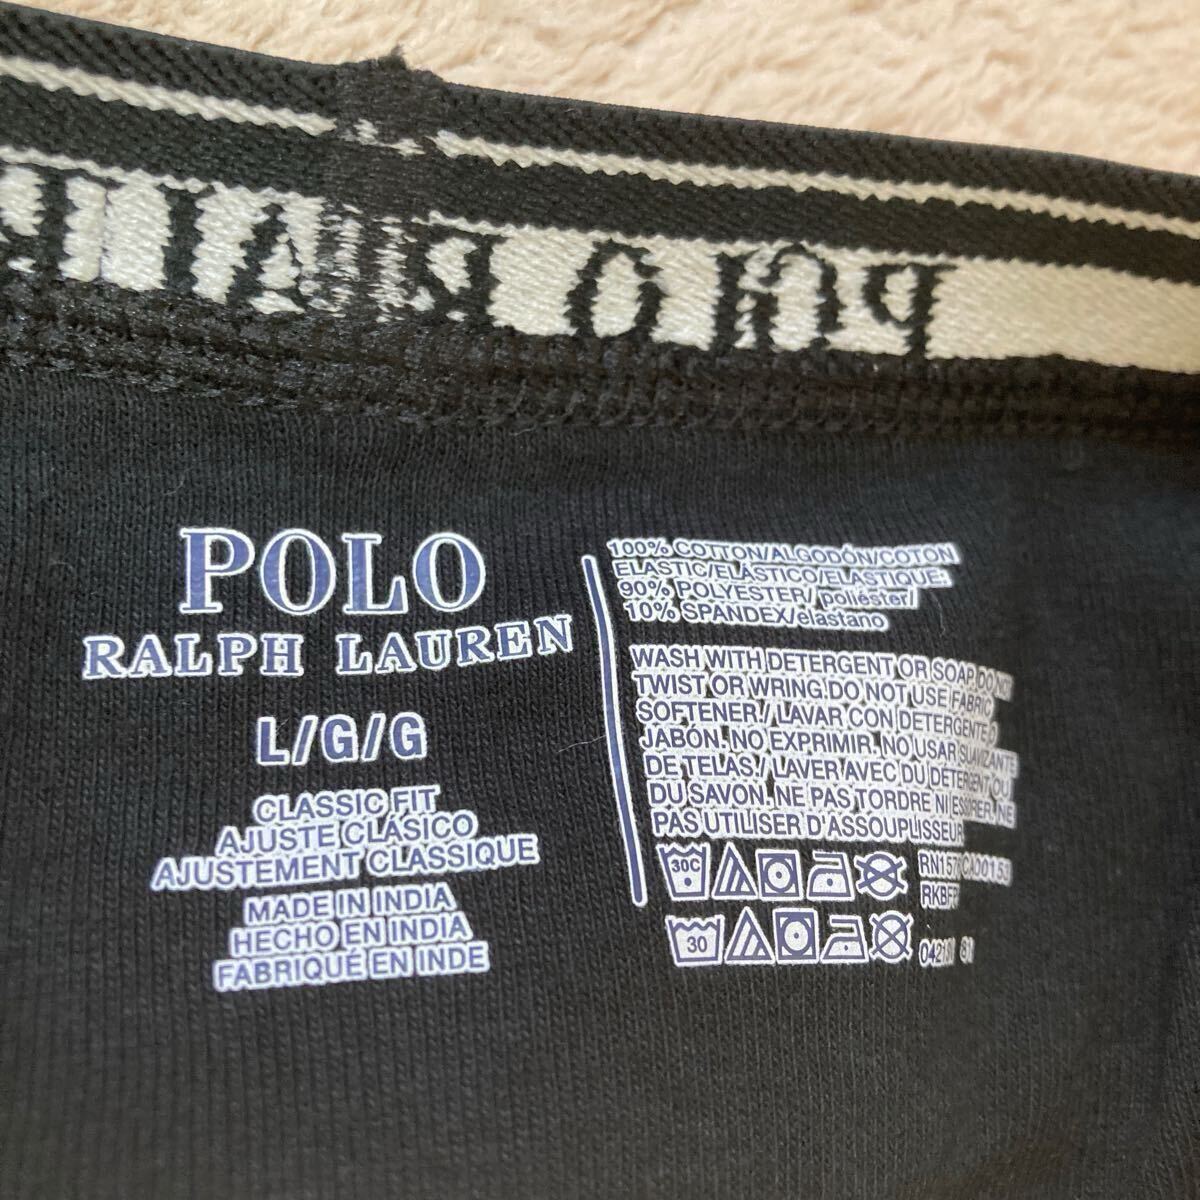 POLO
RALPH LAUREN
L/G/G
CLASSIC FIT
AJUSTE CLÁSICO
AJUSTEMENT CLASSIQUE
MADE IN INDIA
HECHO EN INDIA
FABRIQUÉ EN INDE
100% COTTON/ALGODÓN/COTON
ELASTIC/ELÁSTICO/ELASTIQUE:
90% POLYESTER/ poliéster/
10% SPANDEX/elastano
WASH WITH DETERGENT OR SOAP.DO NOT
TWIST OR WRING.DO NOT USE FABRIC
SOFTENER./ LAVAR CON DETERGENTE O
JABÓN. NO EXPRIMIR. NO USAR SUAVIZANTE
DE TELAS./ LAVER AVEC DU DETERGENT OU
DU SAVON. NE PAS TORDRE NI ESSORER. NE
PAS UTILISER D'ASSOUPLISSEUR
30C
30